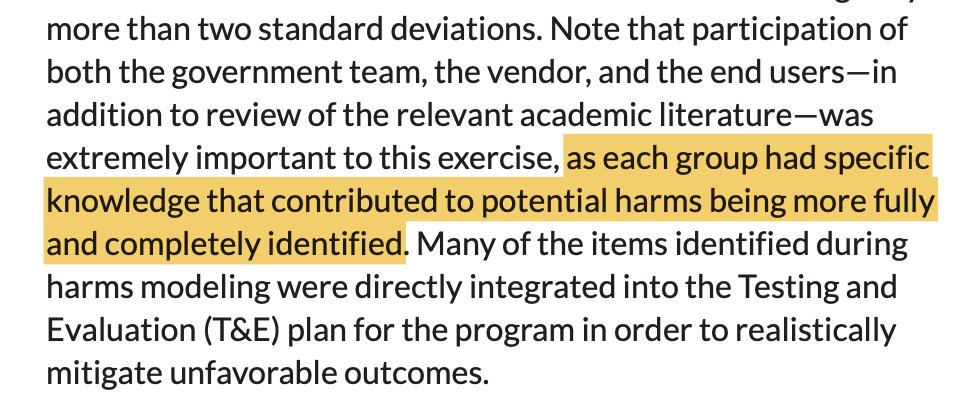 more than two standard deviations. Note that participation of
both the government team, the vendor, and the end users—in
addition to review of the relevant academic literature—was
extremely important to this exercise, as each group had specific
knowledge that contributed to potential harms being more fully
and completely identified. Many of the items identified during
harms modeling were directly integrated into the Testing and
Evaluation (T&E) plan for the program in order to realistically
mitigate unfavorable outcomes.